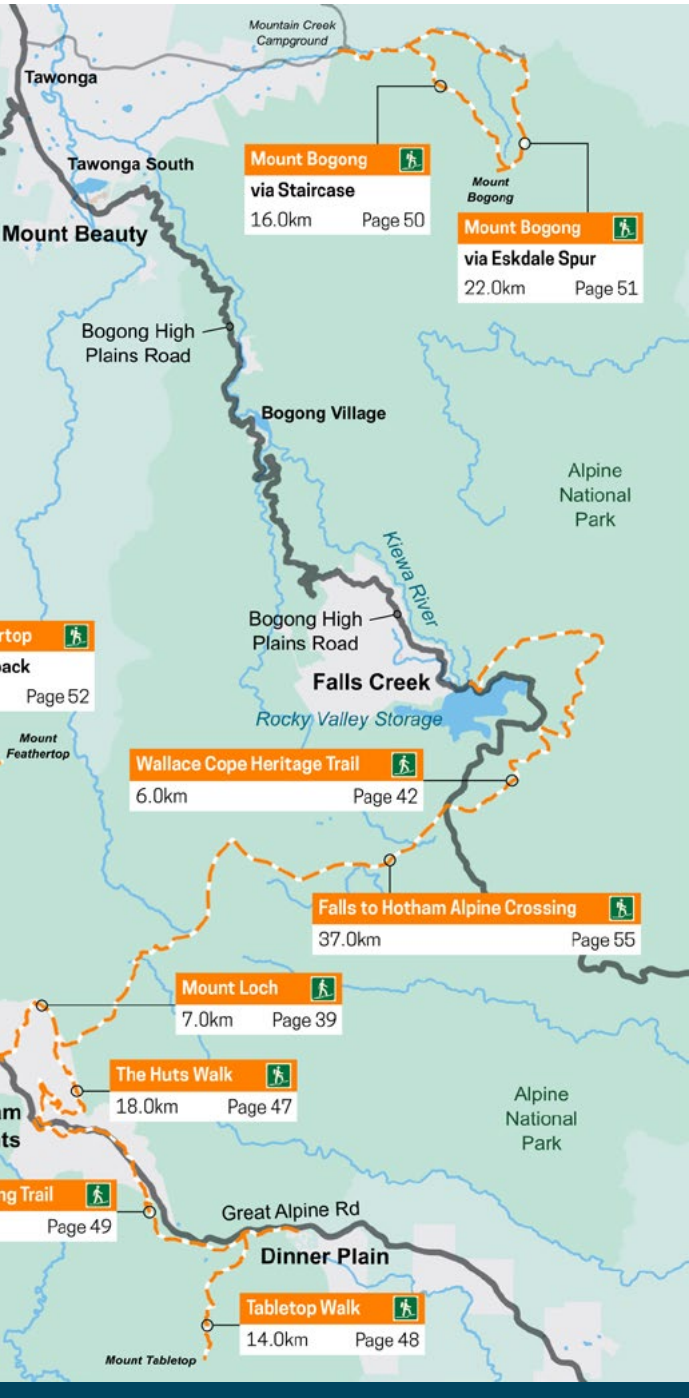 Mountain Creek
Campground
Tawonga
Tawonga South
Mount Beauty
Mount Bogong
via Staircase
16.0km Page 50
Mount
Bogong
Mount Bogong
via Eskdale Spur
22.0km Page 51
Bogong High
Plains Road
Bogong Village
Alpine
National
Park
Kiewa River
Bogong High
Plains Road
Falls Creek
Rocky Valley Storage
rtop
back
Page 52
Mount
Feathertop
Wallace Cope Heritage Trail
6.0km Page 42
Falls to Hotham Alpine Crossing
37.0km Page 55
Mount Loch
7.0km Page 39
The Huts Walk
18.0km Page 47
am
ts
Alpine
National
Park
ng Trail
Page 49
Great Alpine Rd
Dinner Plain
Tabletop Walk
14.0km Page 48
Mount Tabletop